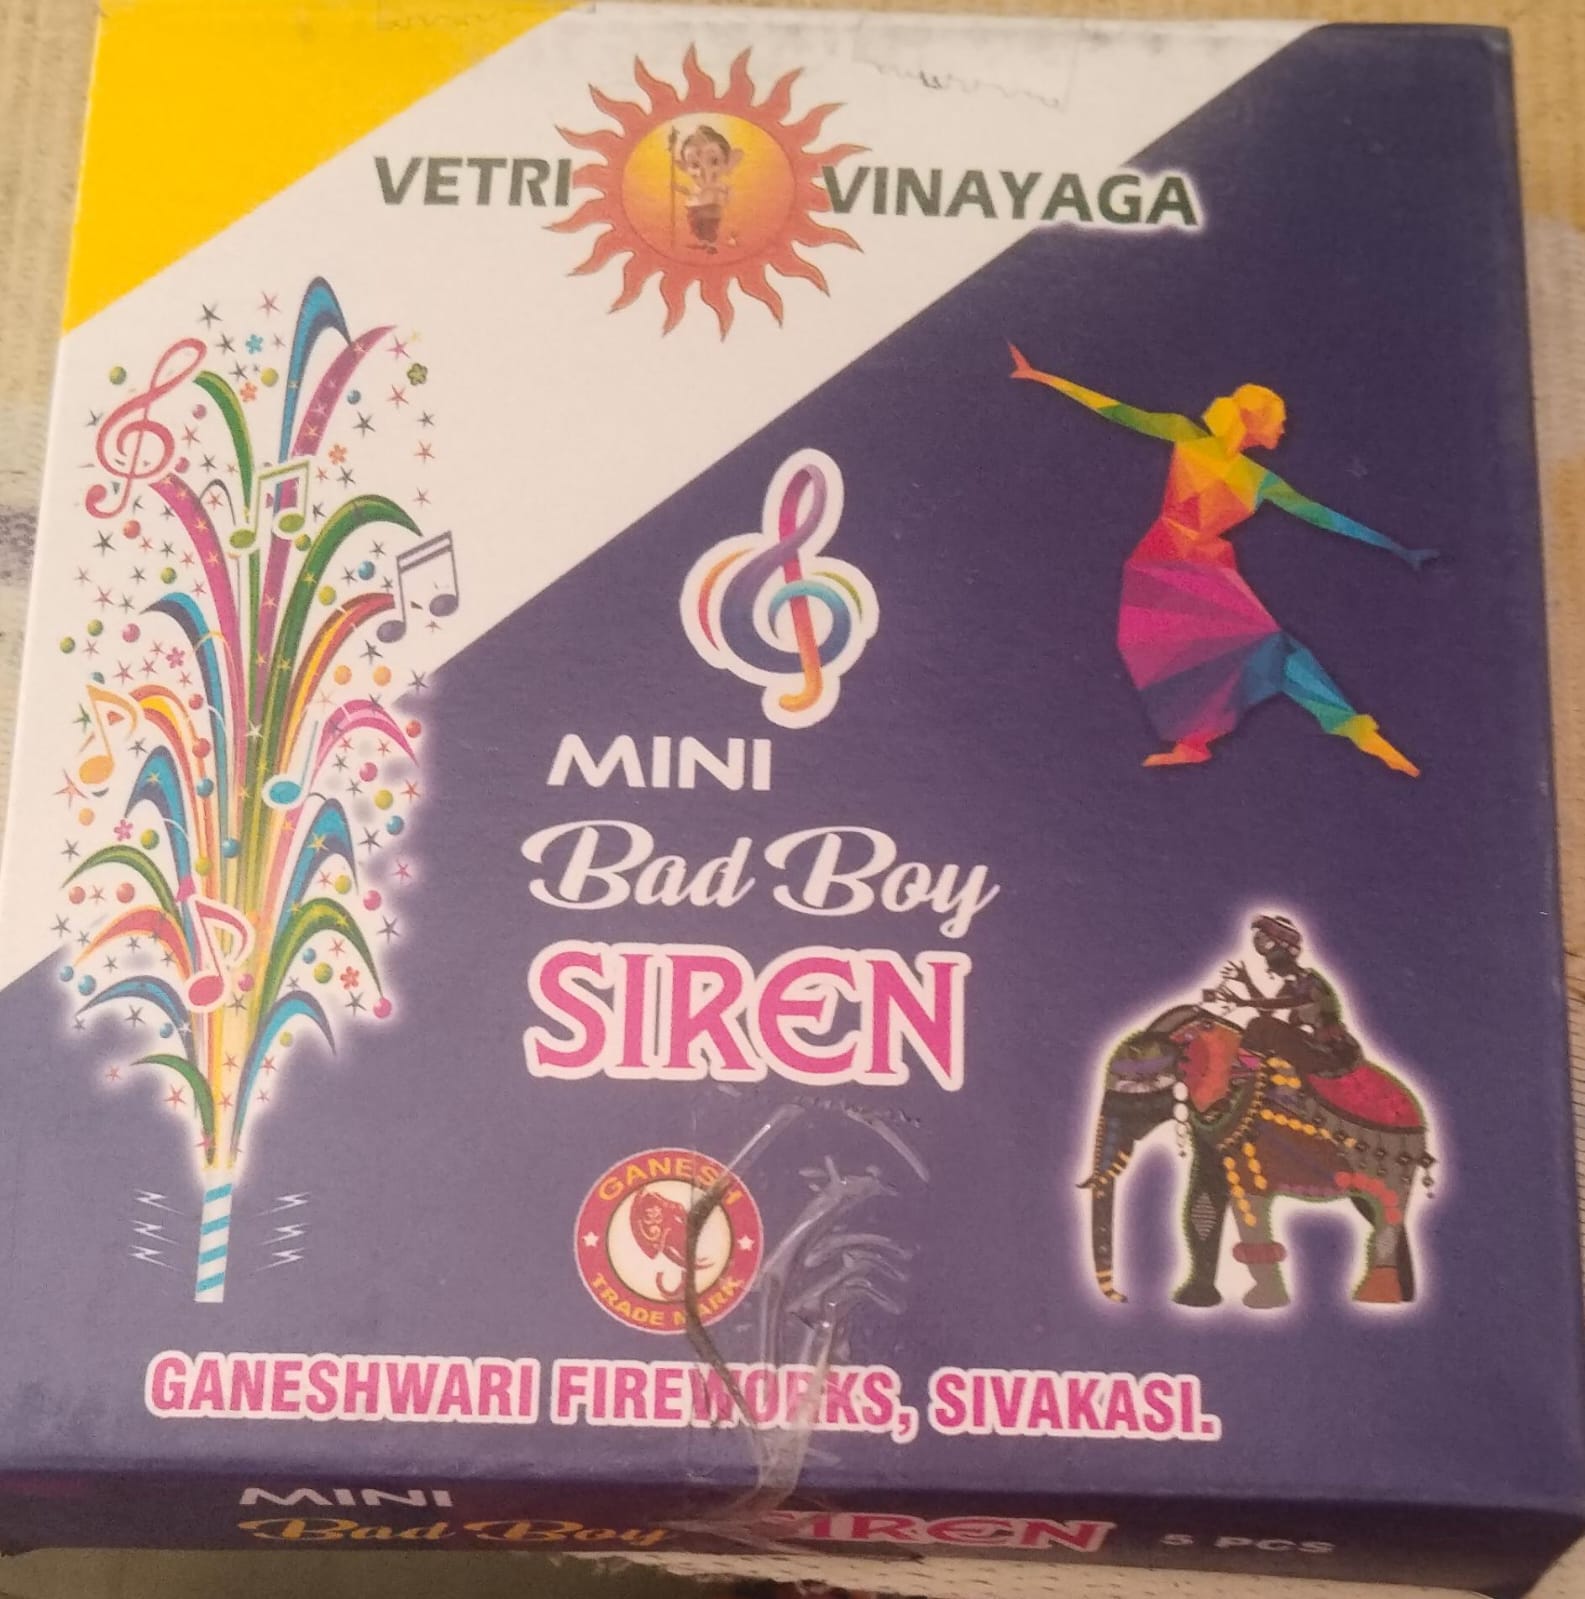 VETRI VINAYAGA
MINI
Bad Boy
SIREN
GANESH
TRADE MARK
GANESHWARI FIREWORKS, SIVAKASI.
MINI
Bad Boy SIREN 5 PCS